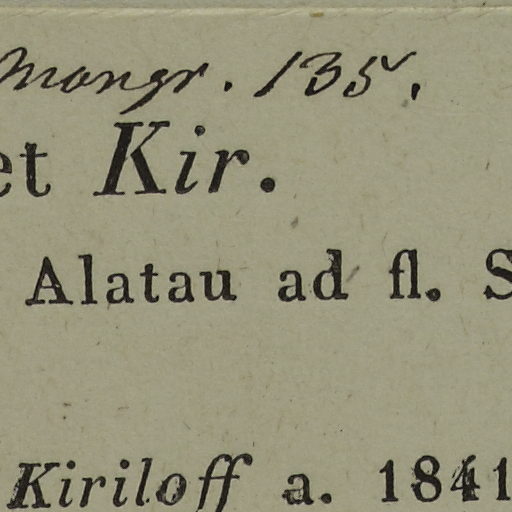 Mongr. 135.
et Kir.
Alatau ad fl. S
Kiriloff a. 1841